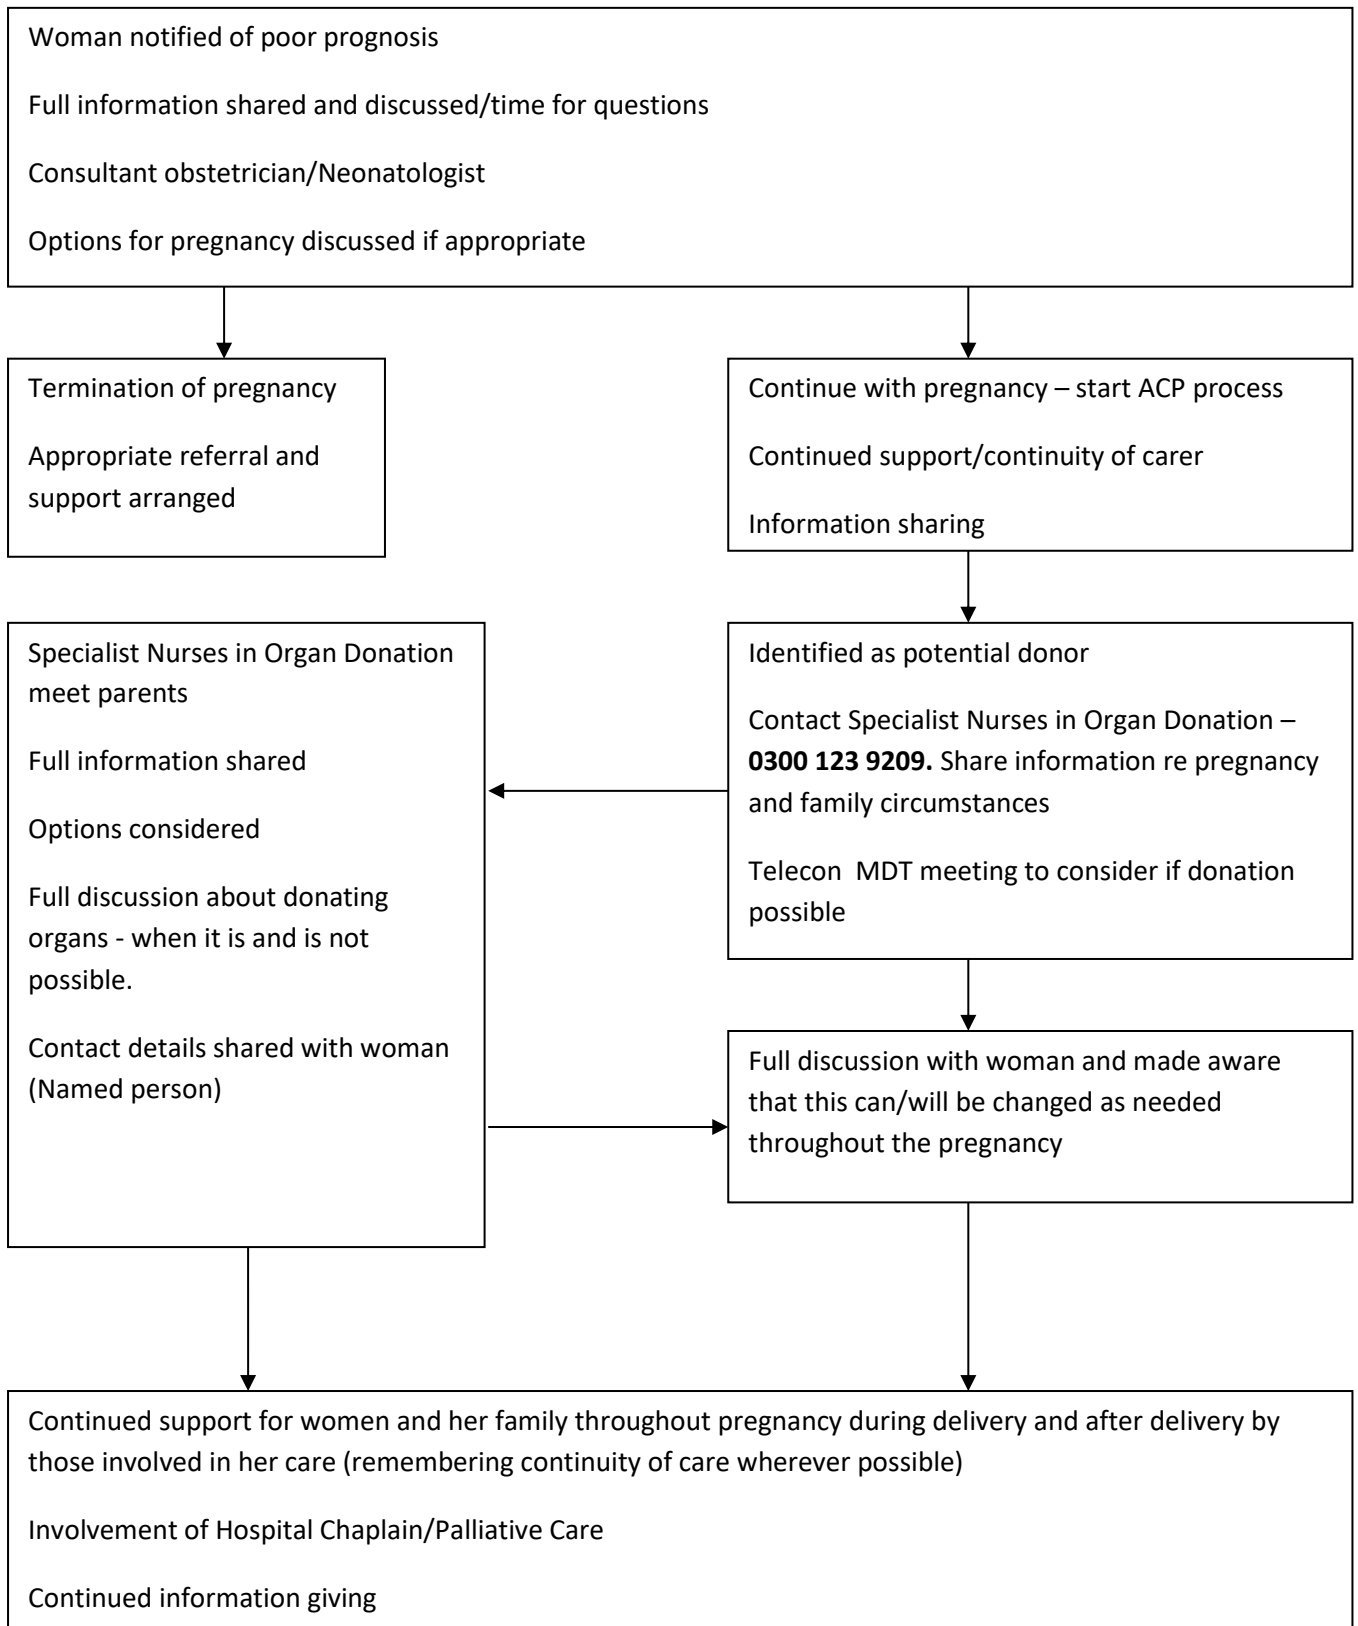 Woman notified of poor prognosis
Full information shared and discussed/time for questions
Consultant obstetrician/Neonatologist
Options for pregnancy discussed if appropriate
Termination of pregnancy
Appropriate referral and
support arranged
Continue with pregnancy – start ACP process
Continued support/continuity of carer
Information sharing
Identified as potential donor
Contact Specialist Nurses in Organ Donation –
0300 123 9209. Share information re pregnancy
and family circumstances
Telecon  MDT meeting to consider if donation
possible
Specialist Nurses in Organ Donation
meet parents
Full information shared
Options considered
Full discussion about donating
organs - when it is and is not
possible.
Contact details shared with woman
(Named person)
Full discussion with woman and made aware
that this can/will be changed as needed
throughout the pregnancy
Continued support for women and her family throughout pregnancy during delivery and after delivery by
those involved in her care (remembering continuity of care wherever possible)
Involvement of Hospital Chaplain/Palliative Care
Continued information giving